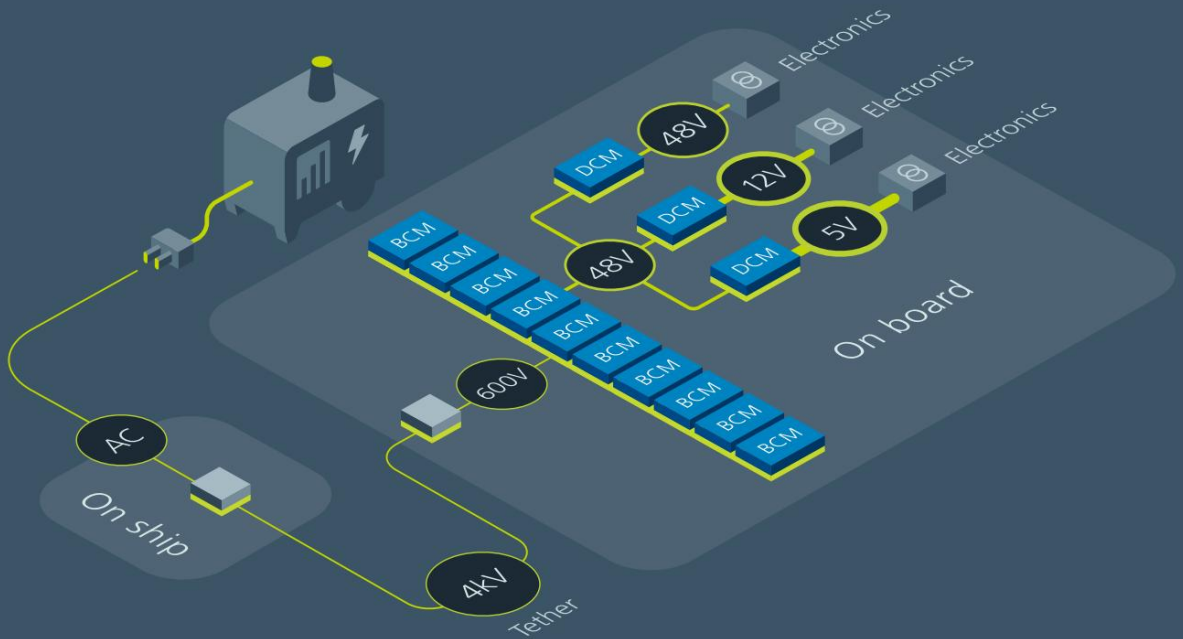 Electronics
Electronics
Electronics
48V
12V
5V
DCM
DCM
DCM
48V
BCM
BCM
BCM
BCM
BCM
BCM
BCM
BCM
BCM
BCM
On board
600V
AC
On ship
4kV
Tether